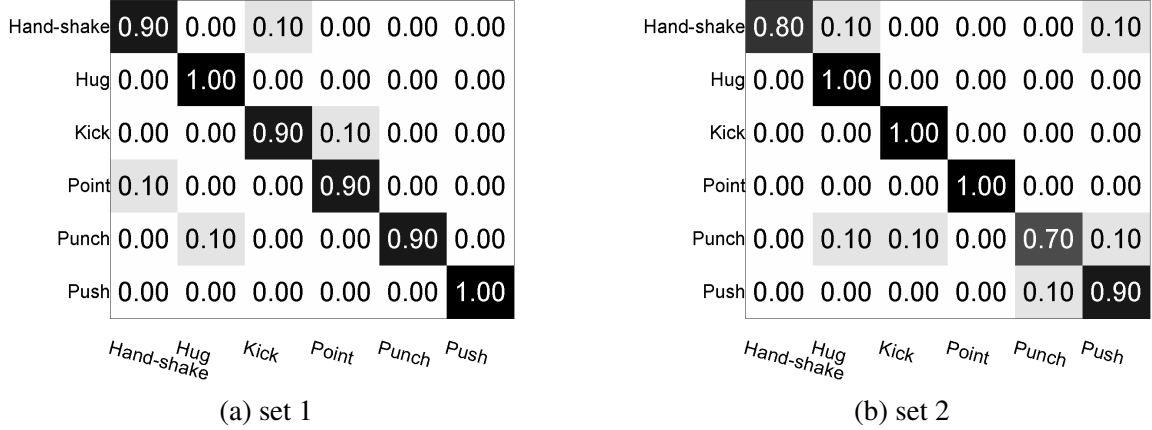 Hand-shake 0.90 0.00 0.10 0.00 0.00 0.00
Hug 0.00 1.00 0.00 0.00 0.00 0.00
Kick 0.00 0.00 0.90 0.10 0.00 0.00
Point 0.10 0.00 0.00 0.90 0.00 0.00
Punch 0.00 0.10 0.00 0.00 0.90 0.00
Push 0.00 0.00 0.00 0.00 0.00 1.00
Hand-shake Hug Kick Point Punch Push
(a) set 1
Hand-shake 0.80 0.10 0.00 0.00 0.00 0.10
Hug 0.00 1.00 0.00 0.00 0.00 0.00
Kick 0.00 0.00 1.00 0.00 0.00 0.00
Point 0.00 0.00 0.00 1.00 0.00 0.00
Punch 0.00 0.10 0.10 0.00 0.70 0.10
Push 0.00 0.00 0.00 0.00 0.10 0.90
Hand-shake Hug Kick Point Punch Push
(b) set 2